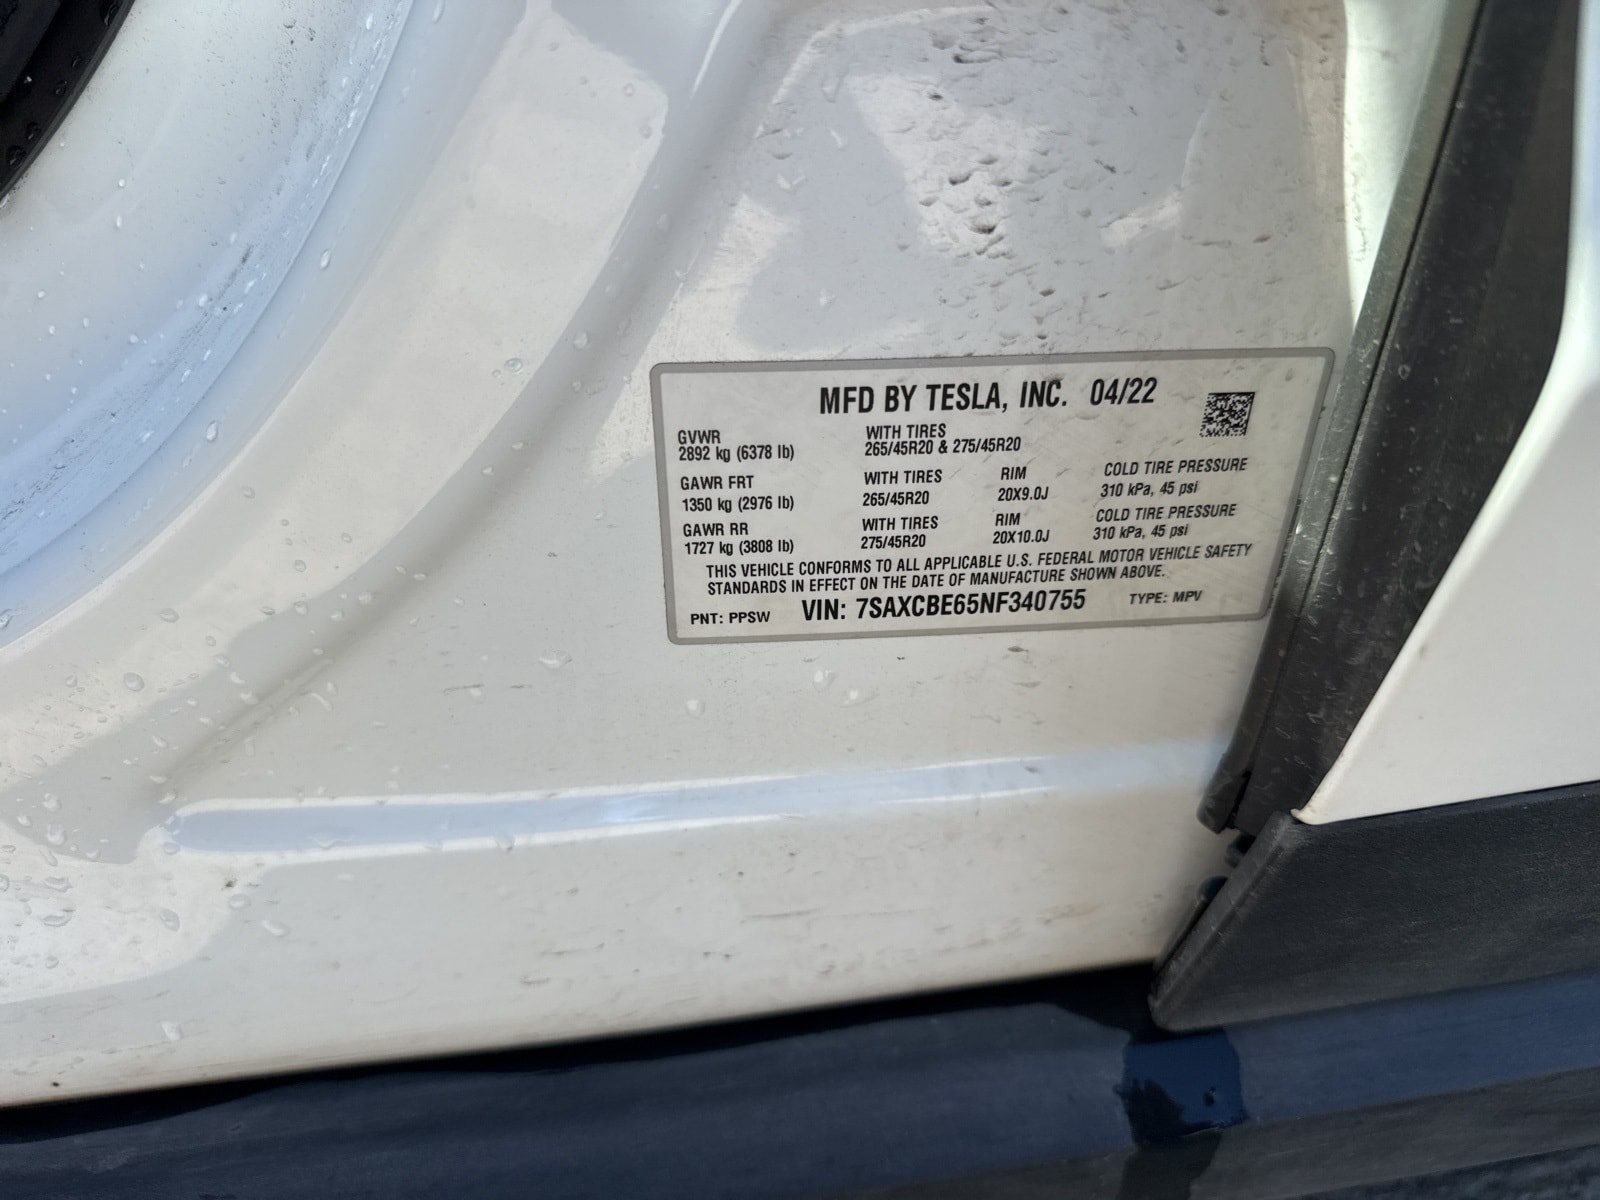 MFD BY TESLA, INC. 04/22
GVWR
2892 kg (6378 lb)
WITH TIRES
265/45R20 & 275/45R20
GAWR FRT
1350 kg (2976 lb)
WITH TIRES
265/45R20
RIM
20X9.0J
COLD TIRE PRESSURE
310 kPa, 45 psi
GAWR RR
1727 kg (3808 lb)
WITH TIRES
275/45R20
RIM
20X10.0J
COLD TIRE PRESSURE
310 kPa, 45 psi
THIS VEHICLE CONFORMS TO ALL APPLICABLE U.S. FEDERAL MOTOR VEHICLE SAFETY
STANDARDS IN EFFECT ON THE DATE OF MANUFACTURE SHOWN ABOVE.
PNT: PPSW VIN: 7SAXCBE65NF340755 TYPE: MPV